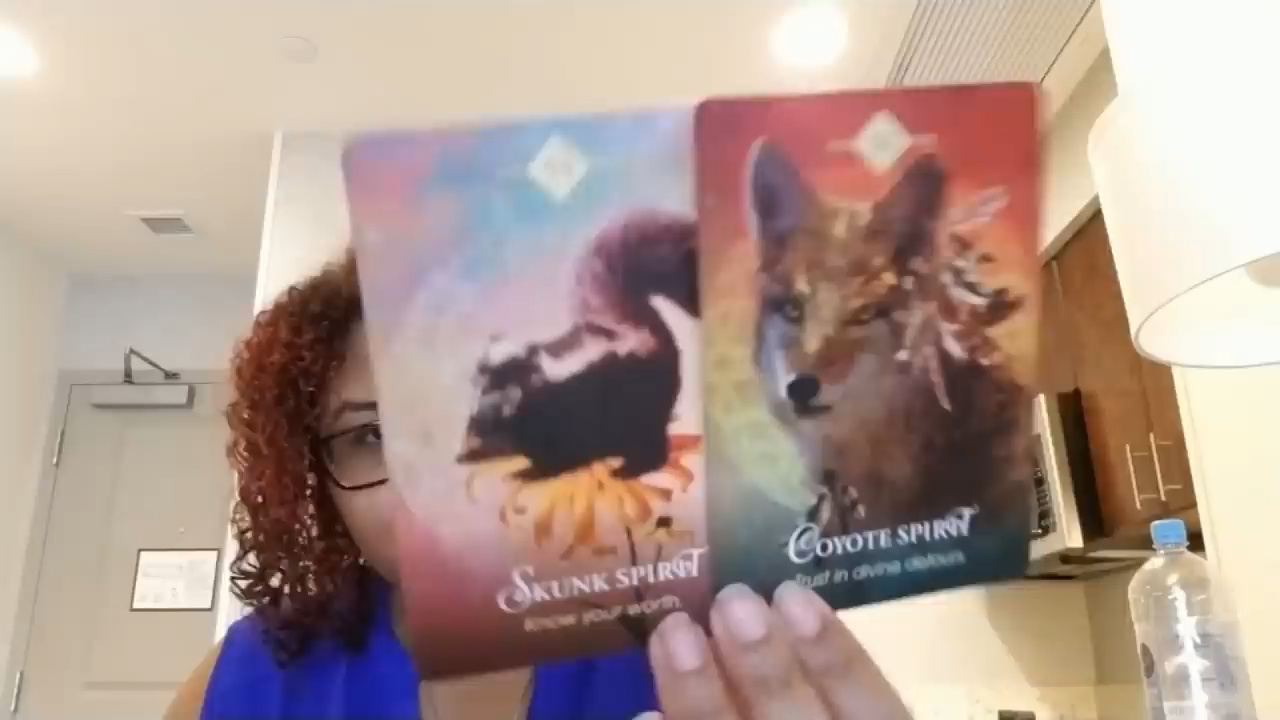 SKUNK SPIRIT
Know your worth.
COYOTE SPIRIT
Trust in divine detours.